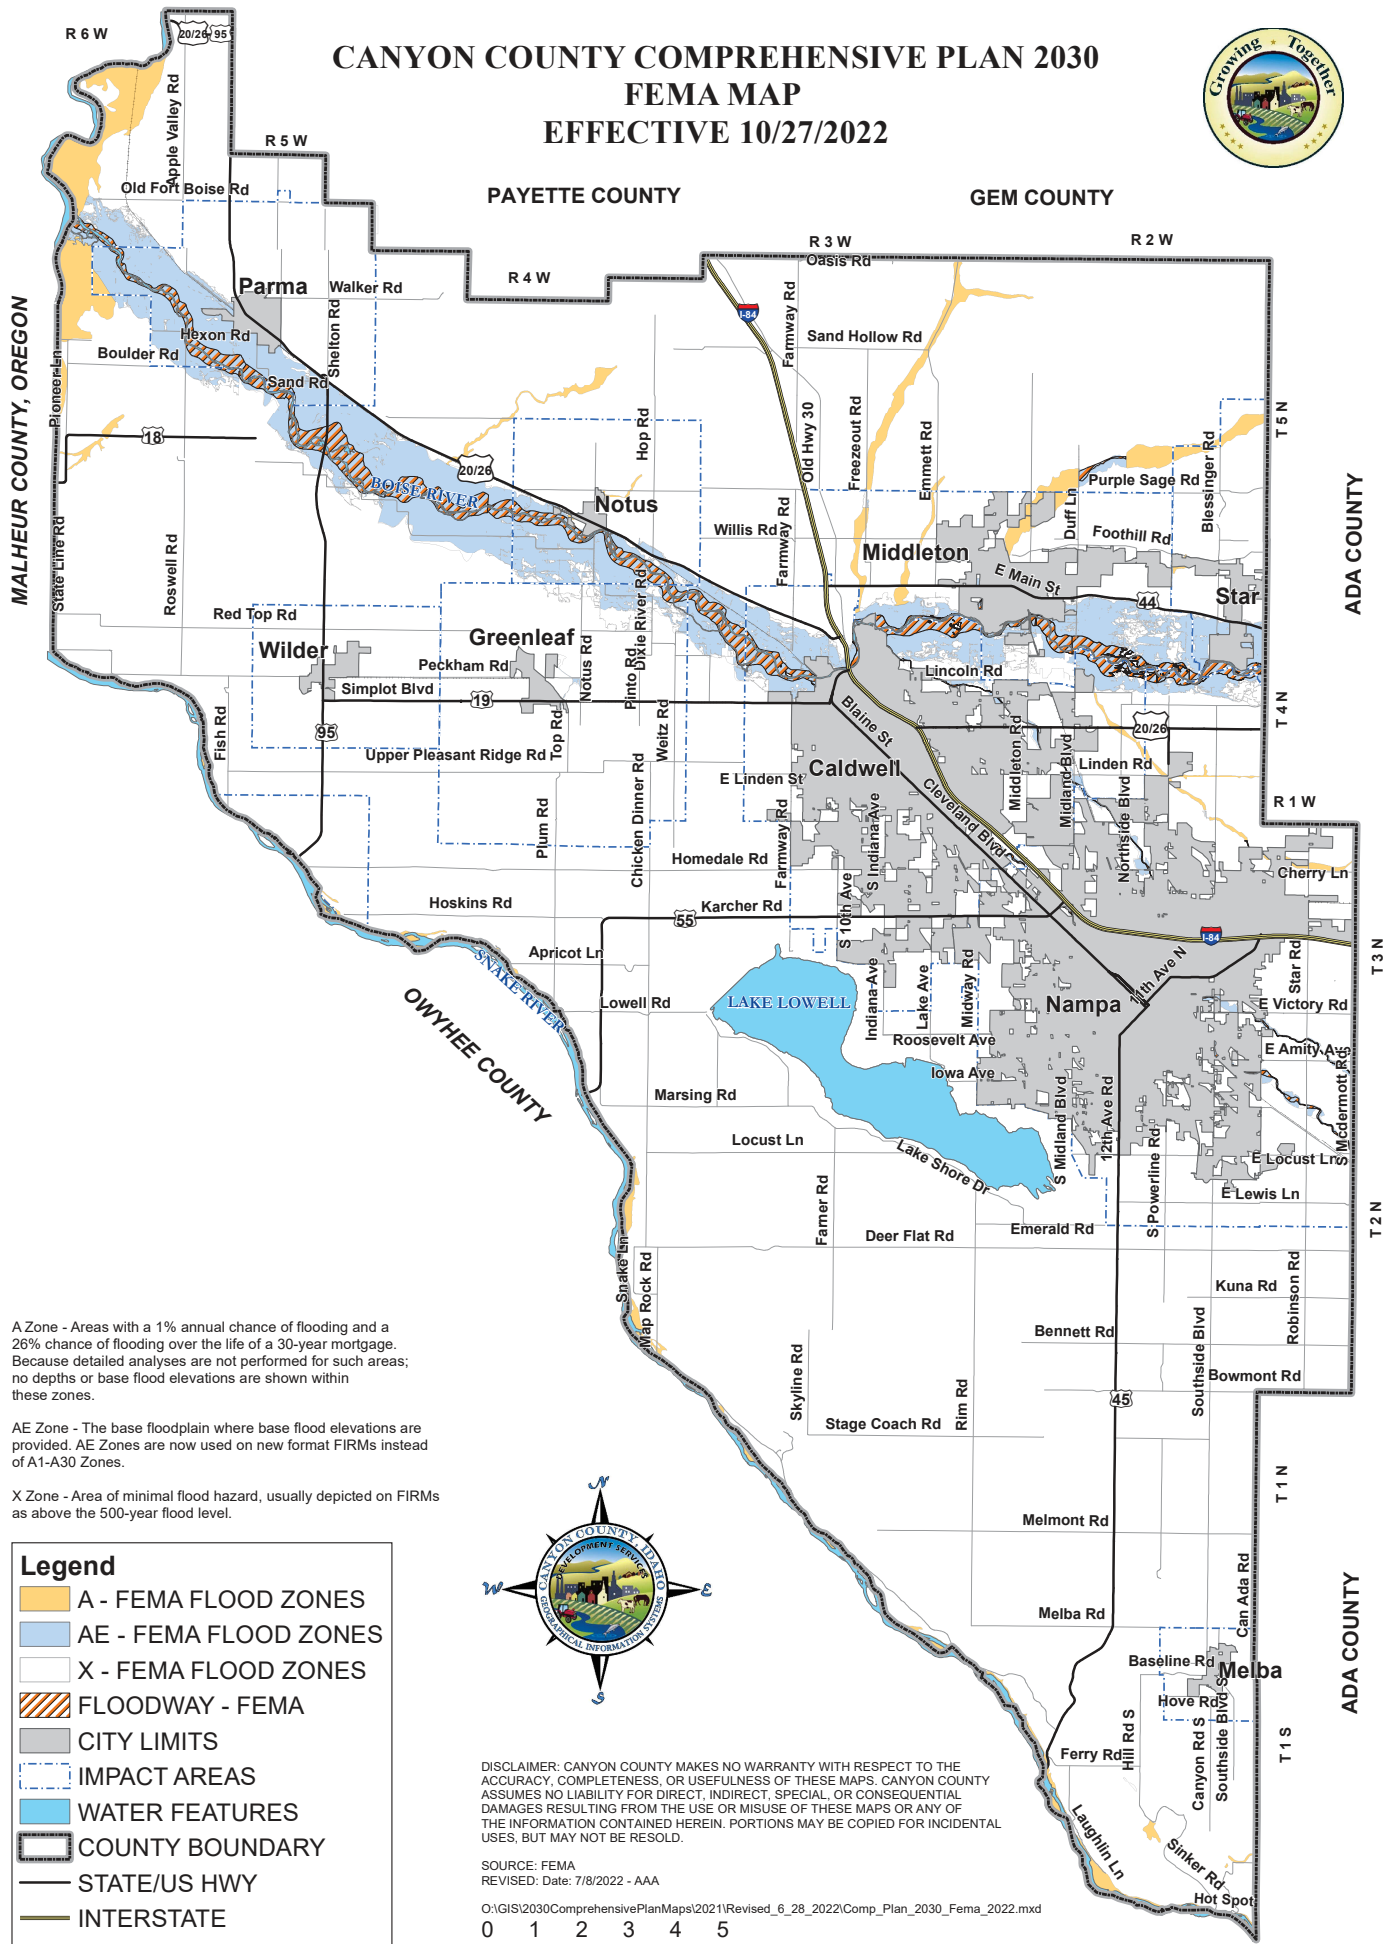 CANYON COUNTY COMPREHENSIVE PLAN 2030
FEMA MAP
EFFECTIVE 10/27/2022
Growing Together
R 6 W
20/26
95
R 5 W
PAYETTE COUNTY
GEM COUNTY
R 4 W
R 3 W
R 2 W
Oasis Rd
Apple Valley Rd
Old Fort Boise Rd
Parma
Walker Rd
Shelton Rd
Hexon Rd
Boulder Rd
Sand Rd
Pioneer Ln
MALHEUR COUNTY, OREGON
18
I-84
Farmway Rd
Sand Hollow Rd
Old Hwy 30
Freezeout Rd
Emmett Rd
Hop Rd
20/26
BOISE RIVER
Notus
Willis Rd
Farmway Rd
Middleton
Duff Ln
Purple Sage Rd
Blessinger Rd
Foothill Rd
E Main St
44
Star
T 5 N
ADA COUNTY
State Line Rd
Roswell Rd
Red Top Rd
Wilder
Greenleaf
Peckham Rd
Simplot Blvd
19
95
Fish Rd
Upper Pleasant Ridge Rd
Top Rd
Notus Rd
Pinto Rd
Dixie River Rd
Weitz Rd
Lincoln Rd
Blaine St
20/26
T 4 N
Caldwell
E Linden St
Middleton Rd
Midland Blvd
Linden Rd
Northside Blvd
Cleveland Blvd
R 1 W
Plum Rd
Chicken Dinner Rd
Homedale Rd
Farmway Rd
S Indiana Ave
S 10th Ave
Cherry Ln
Hoskins Rd
55
Karcher Rd
I-84
Apricot Ln
SNAKE RIVER
Lowell Rd
LAKE LOWELL
Indiana Ave
Lake Ave
Midway Rd
Nampa
11th Ave N
Star Rd
E Victory Rd
T 3 N
OWYHEE COUNTY
Roosevelt Ave
Iowa Ave
E Amity Ave
Marsing Rd
Locust Ln
Lake Shore Dr
S Midland Blvd
12th Ave Rd
S Powerline Rd
S Mcdermott Rd
E Locust Ln
E Lewis Ln
Farmer Rd
Deer Flat Rd
Emerald Rd
T 2 N
Snake Ln
Map Rock Rd
Kuna Rd
Robinson Rd
Bennett Rd
Southside Blvd
Bowmont Rd
Skyline Rd
Stage Coach Rd
Rim Rd
45
T 1 N
Melmont Rd
Melba Rd
Can Ada Rd
Baseline Rd
Melba
Hove Rd
Ferry Rd
Hill Rd S
Canyon Rd S
Southside Blvd S
T 1 S
ADA COUNTY
Laughlin Ln
Sinker Rd
Hot Spot
A Zone - Areas with a 1% annual chance of flooding and a
26% chance of flooding over the life of a 30-year mortgage.
Because detailed analyses are not performed for such areas;
no depths or base flood elevations are shown within
these zones.
AE Zone - The base floodplain where base flood elevations are
provided. AE Zones are now used on new format FIRMs instead
of A1-A30 Zones.
X Zone - Area of minimal flood hazard, usually depicted on FIRMs
as above the 500-year flood level.
Legend
A - FEMA FLOOD ZONES
AE - FEMA FLOOD ZONES
X - FEMA FLOOD ZONES
FLOODWAY - FEMA
CITY LIMITS
IMPACT AREAS
WATER FEATURES
COUNTY BOUNDARY
STATE/US HWY
INTERSTATE
N
W
E
S
CANYON COUNTY, IDAHO
DEVELOPMENT SERVICES
GEOGRAPHICAL INFORMATION SYSTEMS
DISCLAIMER: CANYON COUNTY MAKES NO WARRANTY WITH RESPECT TO THE
ACCURACY, COMPLETENESS, OR USEFULNESS OF THESE MAPS. CANYON COUNTY
ASSUMES NO LIABILITY FOR DIRECT, INDIRECT, SPECIAL, OR CONSEQUENTIAL
DAMAGES RESULTING FROM THE USE OR MISUSE OF THESE MAPS OR ANY OF
THE INFORMATION CONTAINED HEREIN. PORTIONS MAY BE COPIED FOR INCIDENTAL
USES, BUT MAY NOT BE RESOLD.
SOURCE: FEMA
REVISED: Date: 7/8/2022 - AAA
O:\GIS\2030ComprehensivePlanMaps\2021\Revised_6_28_2022\Comp_Plan_2030_Fema_2022.mxd
0 1 2 3 4 5